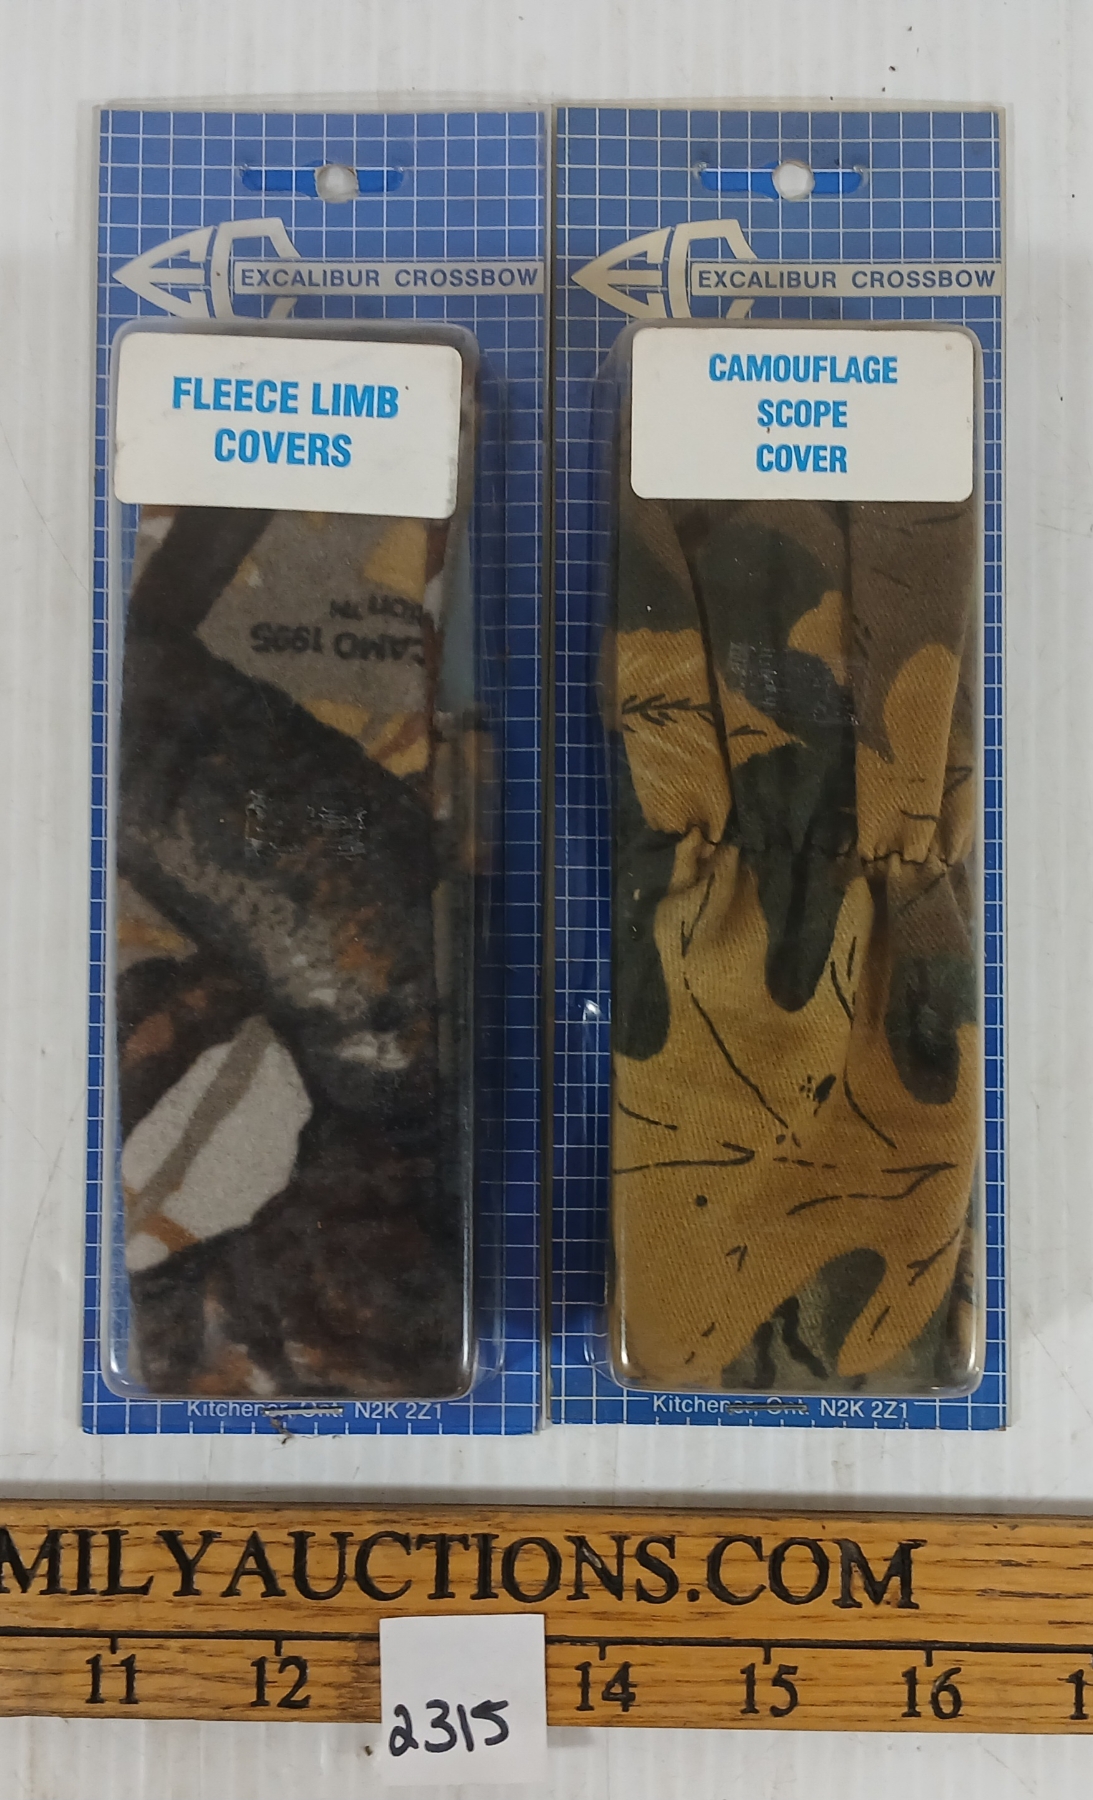 EXCALIBUR CROSSBOW
FLEECE LIMB
COVERS
CAMO 1995
Kitchener, Ont. N2K 2Z1
EXCALIBUR CROSSBOW
CAMOUFLAGE
SCOPE
COVER
Kitchener, Ont. N2K 2Z1
MILYAUCTIONS.COM
11 12 14 15 16 1
2315